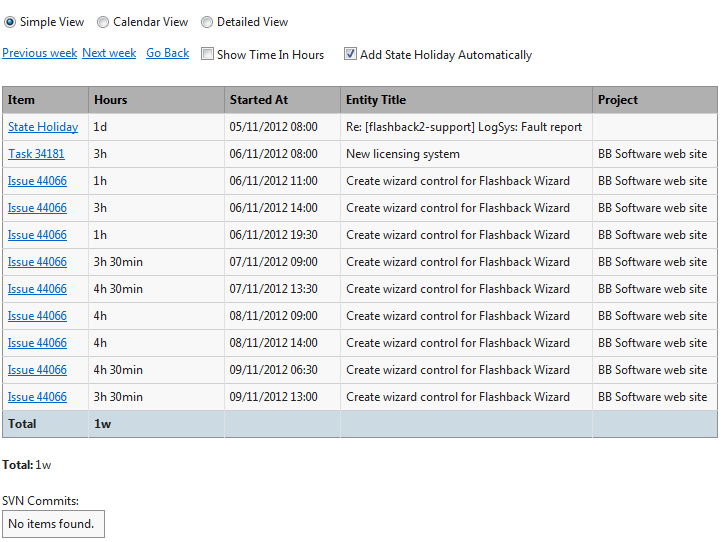 Simple View Calendar View Detailed View
Previous week Next week Go Back Show Time In Hours Add State Holiday Automatically
Item Hours Started At Entity Title Project
State Holiday 1d 05/11/2012 08:00 Re: [flashback2-support] LogSys: Fault report
Task 34181 3h 06/11/2012 08:00 New licensing system BB Software web site
Issue 44066 1h 06/11/2012 11:00 Create wizard control for Flashback Wizard BB Software web site
Issue 44066 3h 06/11/2012 14:00 Create wizard control for Flashback Wizard BB Software web site
Issue 44066 1h 06/11/2012 19:30 Create wizard control for Flashback Wizard BB Software web site
Issue 44066 3h 30min 07/11/2012 09:00 Create wizard control for Flashback Wizard BB Software web site
Issue 44066 4h 30min 07/11/2012 13:30 Create wizard control for Flashback Wizard BB Software web site
Issue 44066 4h 08/11/2012 09:00 Create wizard control for Flashback Wizard BB Software web site
Issue 44066 4h 08/11/2012 14:00 Create wizard control for Flashback Wizard BB Software web site
Issue 44066 4h 30min 09/11/2012 06:30 Create wizard control for Flashback Wizard BB Software web site
Issue 44066 3h 30min 09/11/2012 13:00 Create wizard control for Flashback Wizard BB Software web site
Total 1w
Total: 1w
SVN Commits:
No items found.